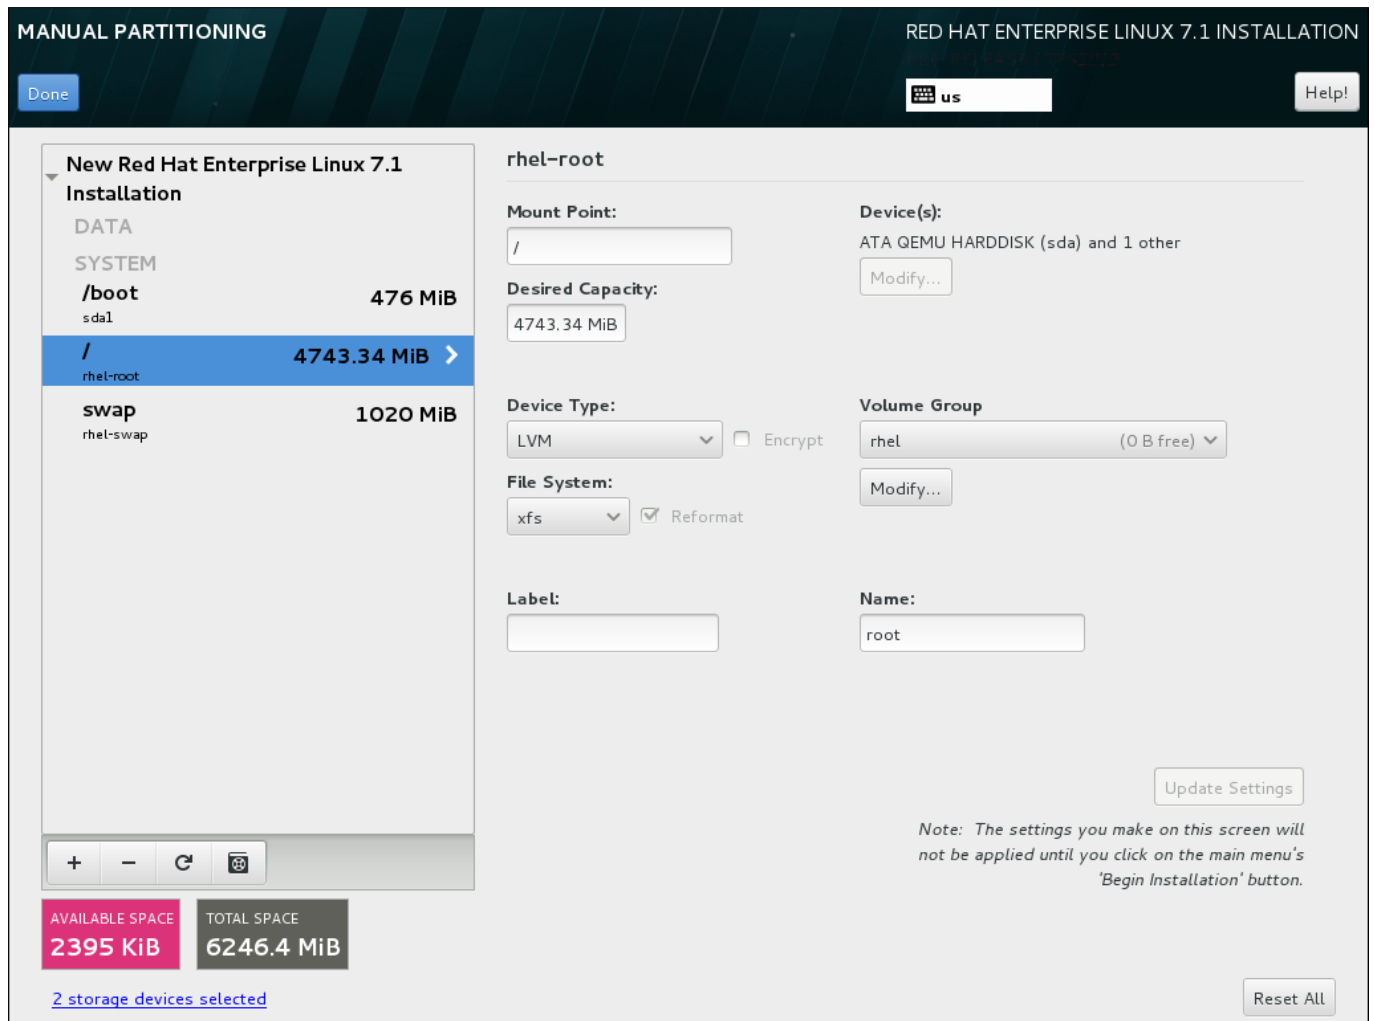 MANUAL PARTITIONING
RED HAT ENTERPRISE LINUX 7.1 INSTALLATION
Done
us
Help!
New Red Hat Enterprise Linux 7.1
Installation
DATA
SYSTEM
/boot
476 MiB
sda1
/
4743.34 MiB
rhel-root
swap
1020 MiB
rhel-swap
AVAILABLE SPACE
2395 KiB
TOTAL SPACE
6246.4 MiB
2 storage devices selected
rhel-root
Mount Point:
/
Device(s):
ATA QEMU HARDDISK (sda) and 1 other
Modify...
Desired Capacity:
4743.34 MiB
Device Type:
LVM
Encrypt
Volume Group
rhel (0 B free)
Modify...
File System:
xfs
Reformat
Label:
Name:
root
Update Settings
Note: The settings you make on this screen will
not be applied until you click on the main menu's
'Begin Installation' button.
Reset All